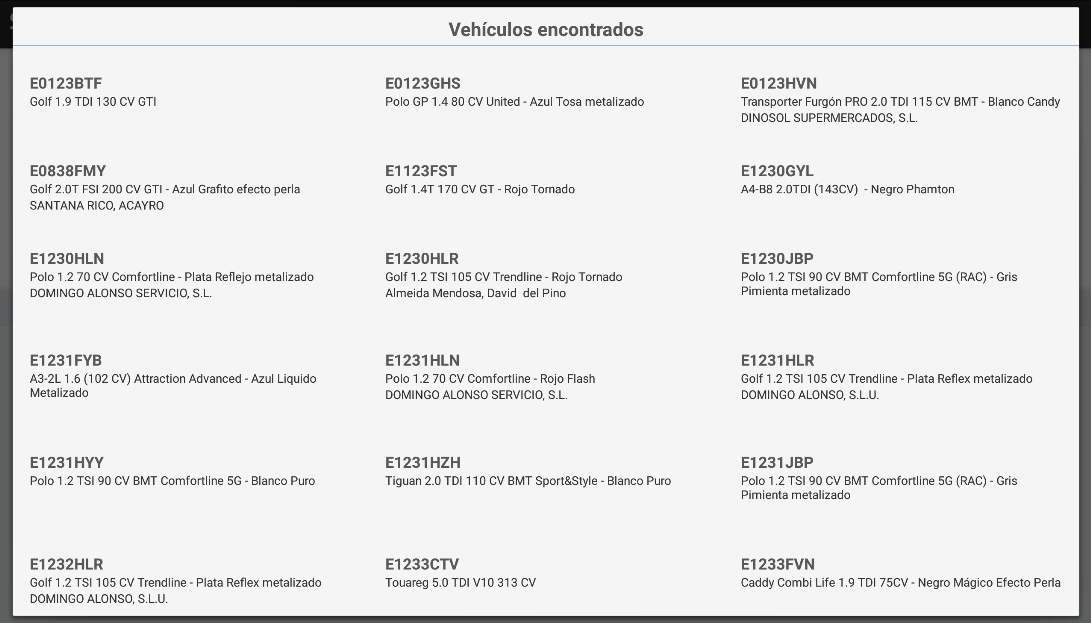 Vehículos encontrados
E0123BTF
Golf 1.9 TDI 130 CV GTI
E0123GHS
Polo GP 1.4 80 CV United - Azul Tosa metalizado
E0123HVN
Transporter Furgón PRO 2.0 TDI 115 CV BMT - Blanco Candy
DINOSOL SUPERMERCADOS, S.L.
E0838FMY
Golf 2.0T FSI 200 CV GTI - Azul Grafito efecto perla
SANTANA RICO, ACAYRO
E1123FST
Golf 1.4T 170 CV GT - Rojo Tornado
E1230GYL
A4-B8 2.0TDI (143CV)  - Negro Phamton
E1230HLN
Polo 1.2 70 CV Comfortline - Plata Reflejo metalizado
DOMINGO ALONSO SERVICIO, S.L.
E1230HLR
Golf 1.2 TSI 105 CV Trendline - Rojo Tornado
Almeida Mendosa, David  del Pino
E1230JBP
Polo 1.2 TSI 90 CV BMT Comfortline 5G (RAC) - Gris
Pimienta metalizado
E1231FYB
A3-2L 1.6 (102 CV) Attraction Advanced - Azul Liquido
Metalizado
E1231HLN
Polo 1.2 70 CV Comfortline - Rojo Flash
DOMINGO ALONSO SERVICIO, S.L.
E1231HLR
Golf 1.2 TSI 105 CV Trendline - Plata Reflex metalizado
DOMINGO ALONSO, S.L.U.
E1231HYY
Polo 1.2 TSI 90 CV BMT Comfortline 5G - Blanco Puro
E1231HZH
Tiguan 2.0 TDI 110 CV BMT Sport&Style - Blanco Puro
E1231JBP
Polo 1.2 TSI 90 CV BMT Comfortline 5G (RAC) - Gris
Pimienta metalizado
E1232HLR
Golf 1.2 TSI 105 CV Trendline - Plata Reflex metalizado
DOMINGO ALONSO, S.L.U.
E1233CTV
Touareg 5.0 TDI V10 313 CV
E1233FVN
Caddy Combi Life 1.9 TDI 75CV - Negro Mágico Efecto Perla